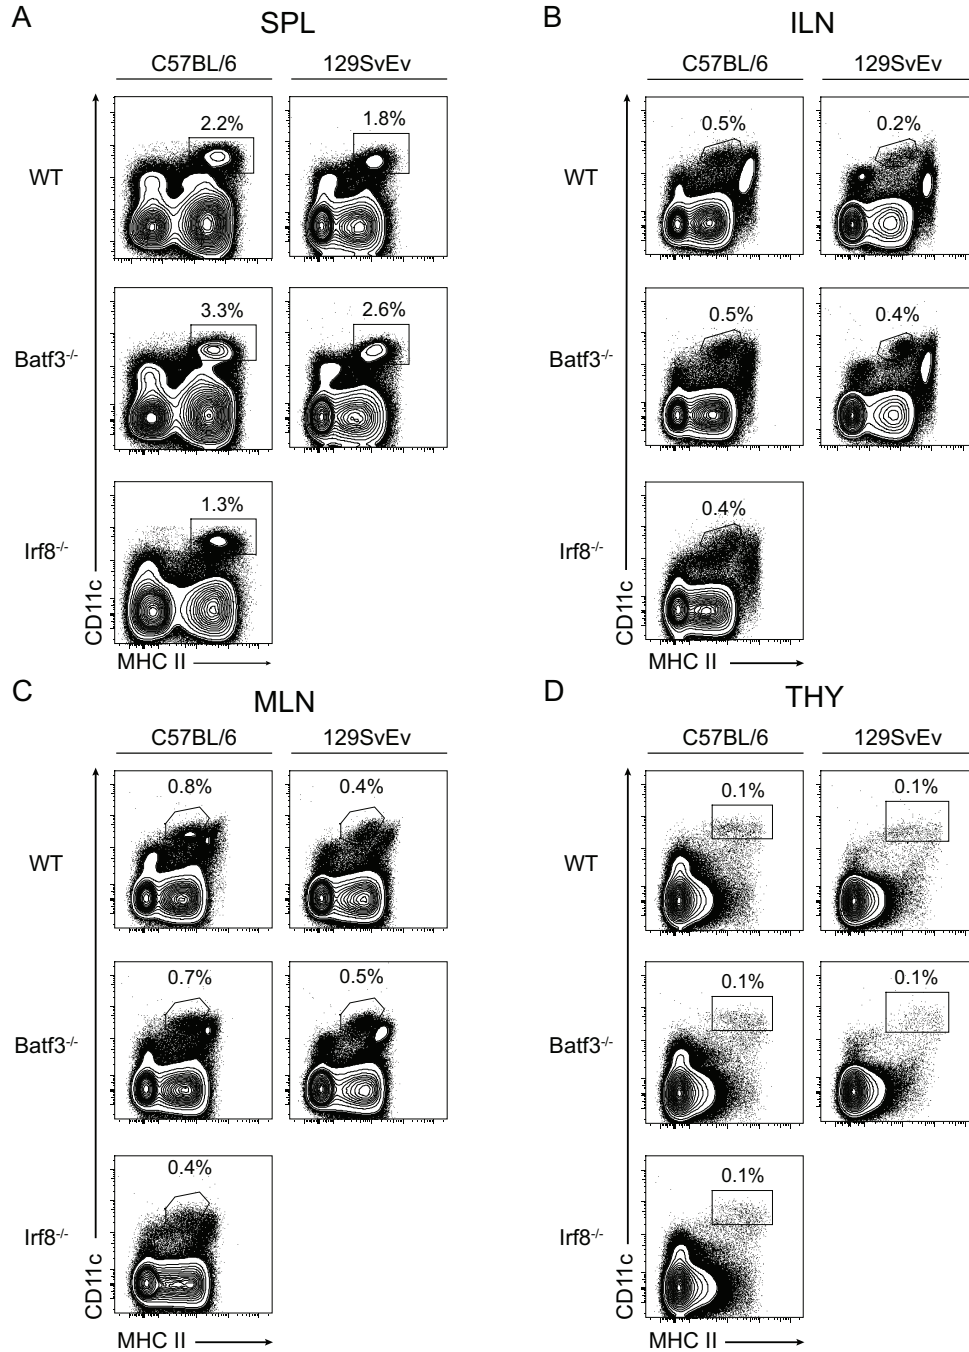 A
SPL
C57BL/6
129SvEv
WT
2.2%
1.8%
Batf3-/-
3.3%
2.6%
Irf8-/-
1.3%
CD11c
MHC II
B
ILN
C57BL/6
129SvEv
WT
0.5%
0.2%
Batf3-/-
0.5%
0.4%
Irf8-/-
0.4%
CD11c
MHC II
C
MLN
C57BL/6
129SvEv
WT
0.8%
0.4%
Batf3-/-
0.7%
0.5%
Irf8-/-
0.4%
CD11c
MHC II
D
THY
C57BL/6
129SvEv
WT
0.1%
0.1%
Batf3-/-
0.1%
0.1%
Irf8-/-
0.1%
CD11c
MHC II